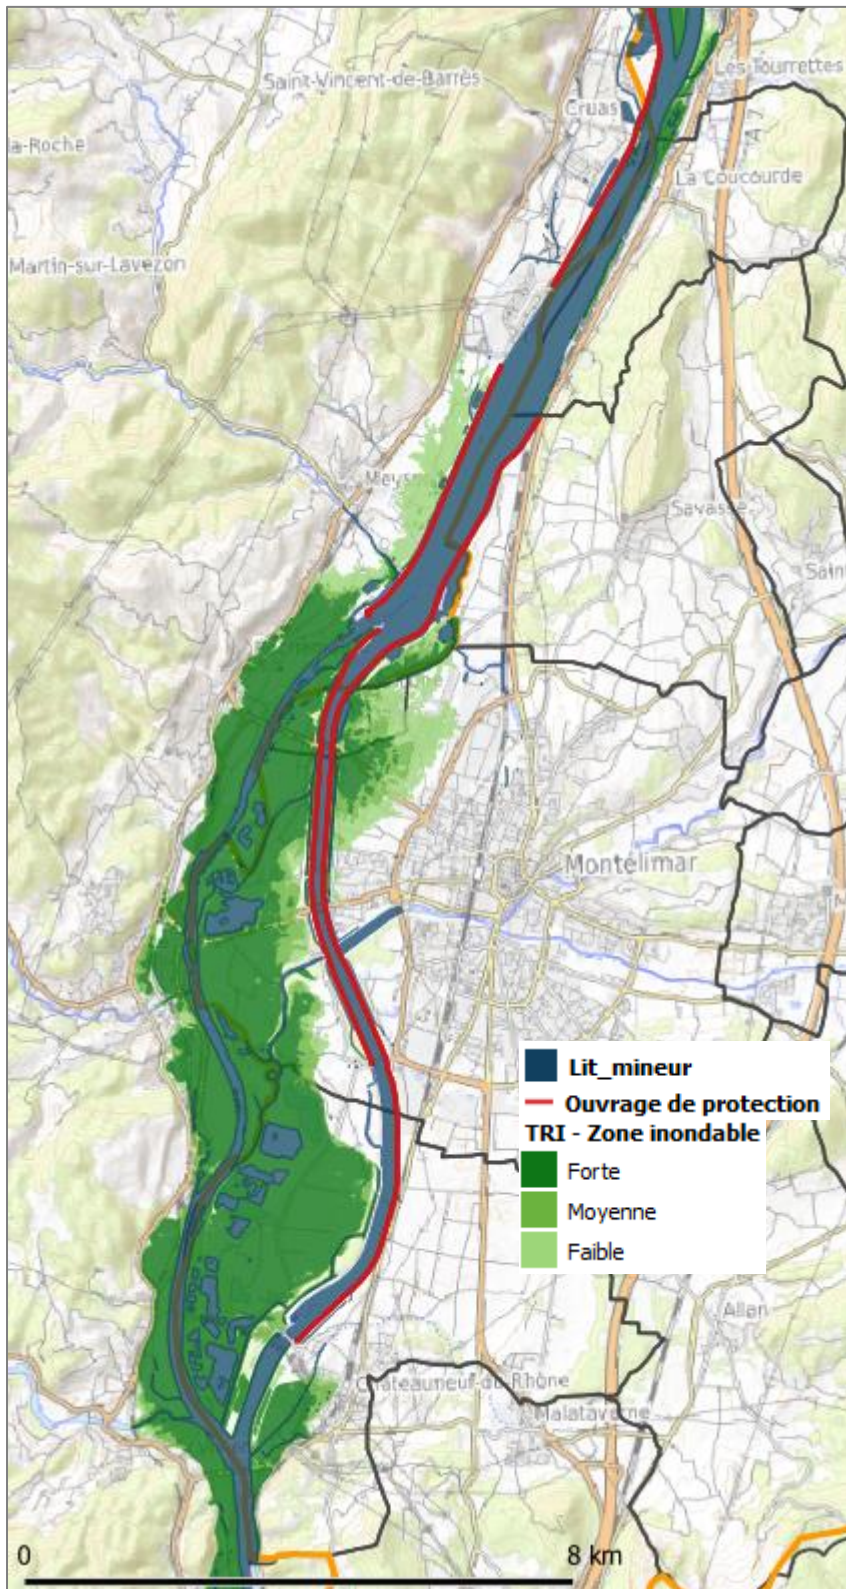 Les Tourrettes
Saint-Vincent-de-Barrès
Cruas
A 7
la-Roche
La Coucourde
Martin-sur-Lavezon
Savasse
Montélimar
Lit_mineur
Ouvrage de protection
TRI - Zone inondable
Forte
Moyenne
Faible
Allan
Châteauneuf-du-Rhône
Malataverne
0
8 km